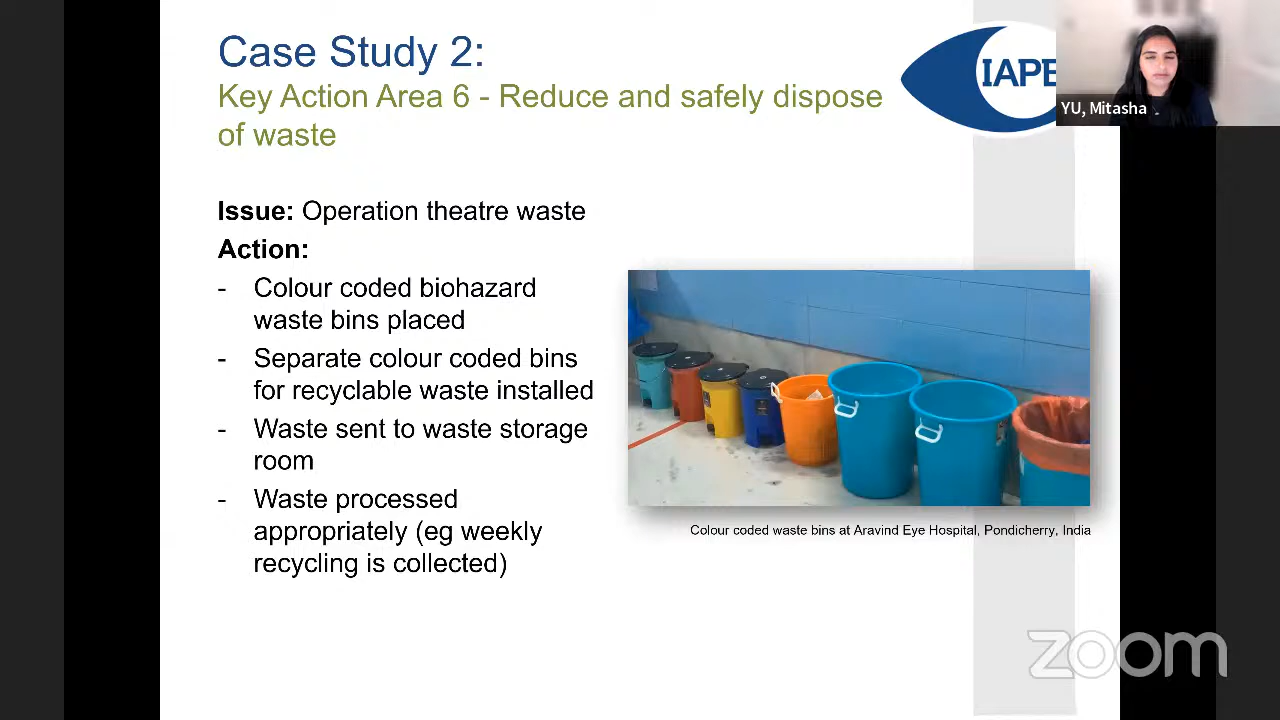 Case Study 2:
Key Action Area 6 - Reduce and safely dispose
of waste
IAPB
YU, Mitasha
Issue: Operation theatre waste
Action:
- Colour coded biohazard
waste bins placed
- Separate colour coded bins
for recyclable waste installed
- Waste sent to waste storage
room
- Waste processed
appropriately (eg weekly
recycling is collected)
Colour coded waste bins at Aravind Eye Hospital, Pondicherry, India
zoom